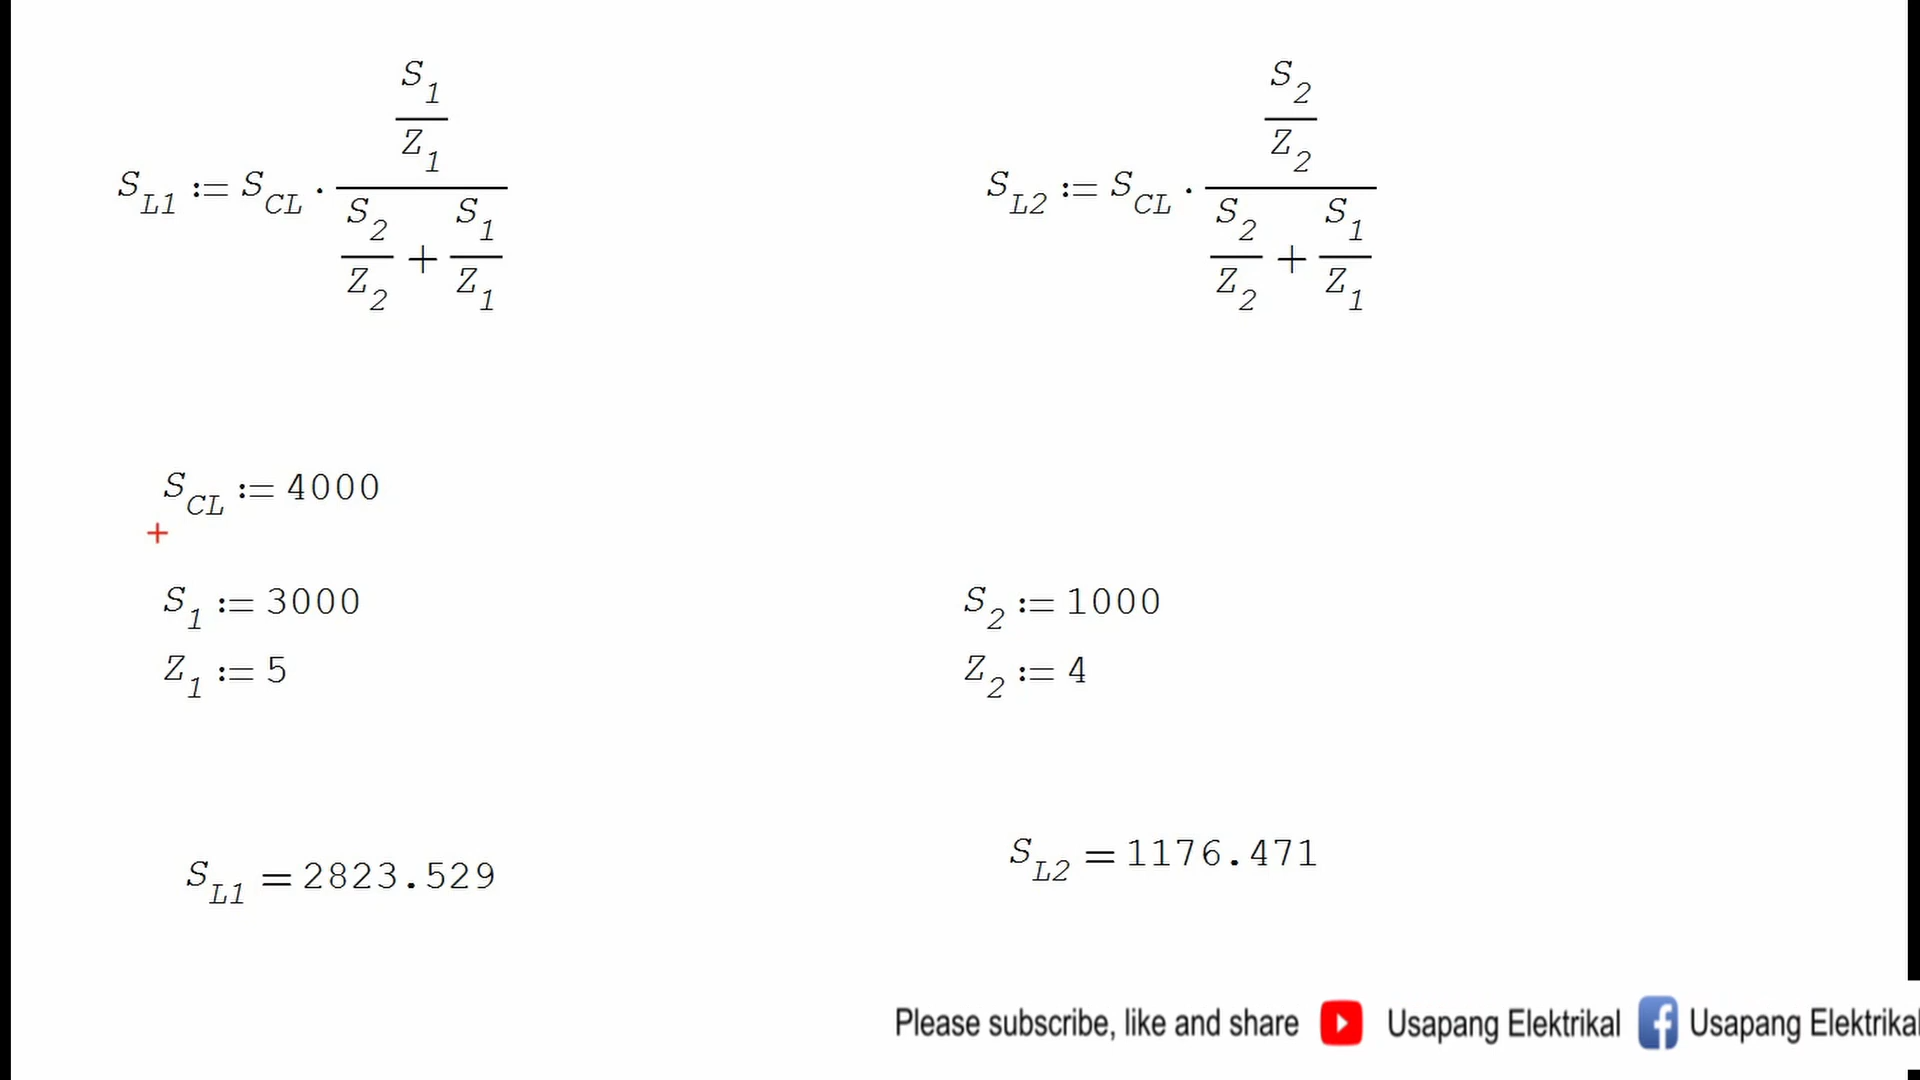 S_L1 := S_CL · (S_1/Z_1)/(S_2/Z_2 + S_1/Z_1)
S_L2 := S_CL · (S_2/Z_2)/(S_2/Z_2 + S_1/Z_1)
S_CL := 4000
S_1 := 3000
S_2 := 1000
Z_1 := 5
Z_2 := 4
S_L1 = 2823.529
S_L2 = 1176.471
Please subscribe, like and share Usapang Elektrikal Usapang Elektrikal